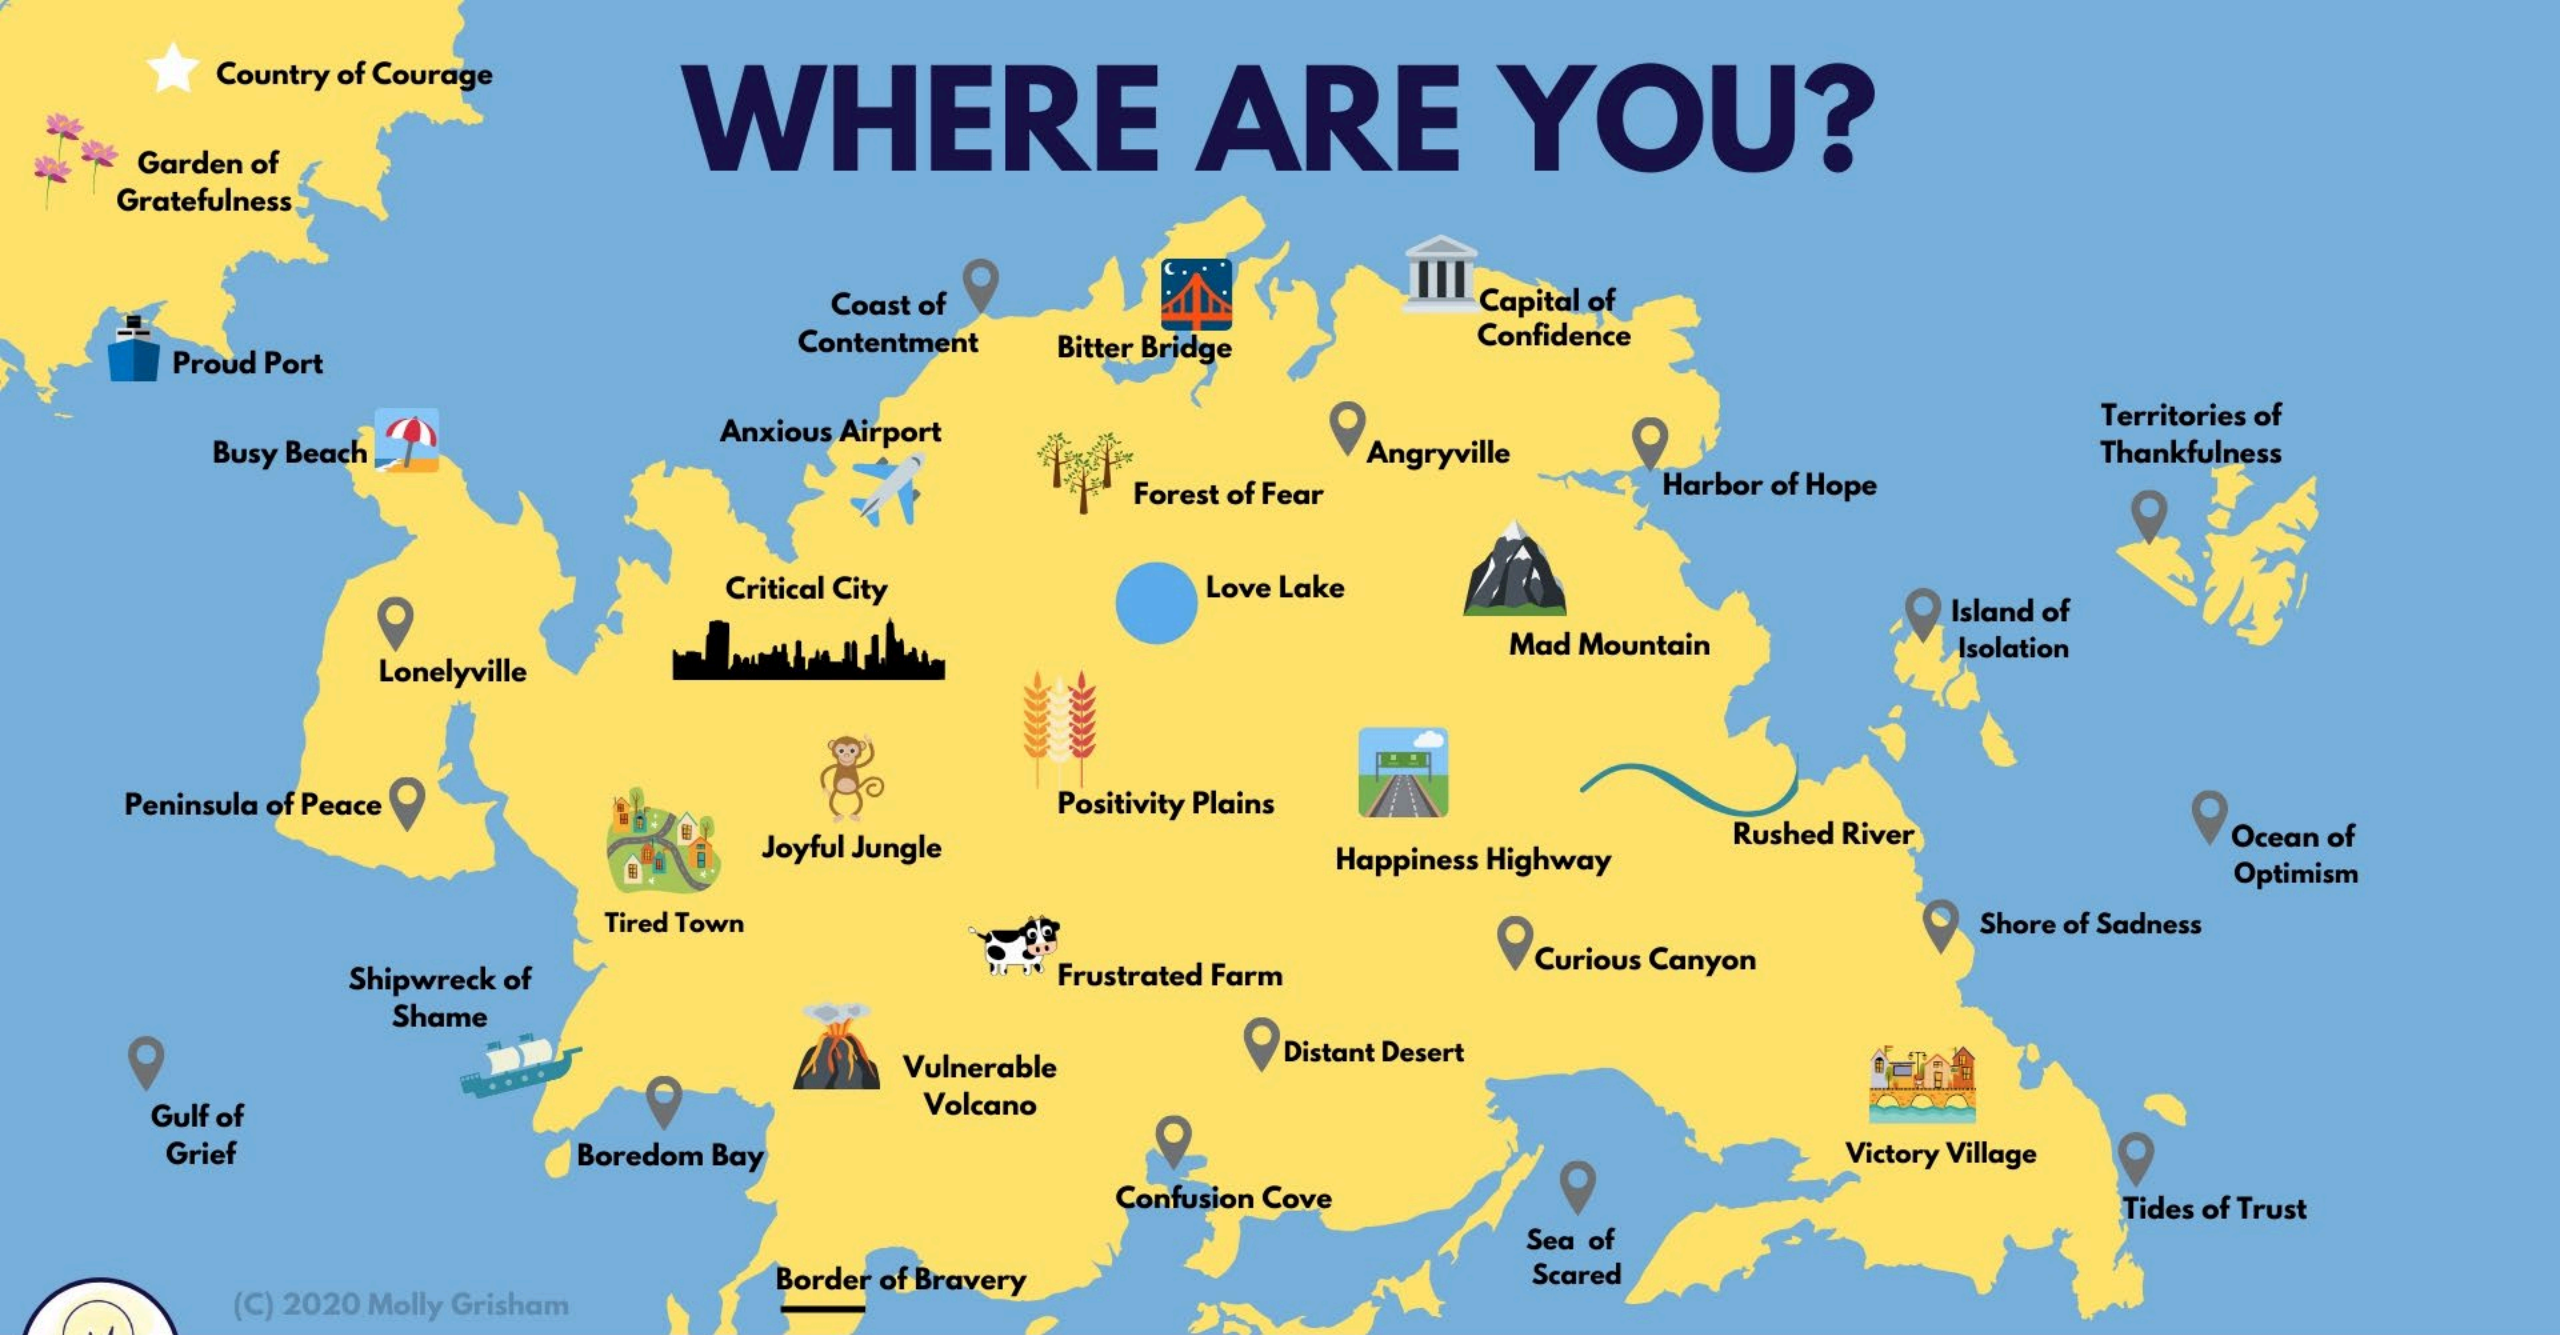 WHERE ARE YOU?
Country of Courage
Garden of
Gratefulness
Proud Port
Busy Beach
Coast of
Contentment
Bitter Bridge
Capital of
Confidence
Anxious Airport
Forest of Fear
Angryville
Harbor of Hope
Territories of
Thankfulness
Critical City
Love Lake
Mad Mountain
Island of
Isolation
Lonelyville
Peninsula of Peace
Joyful Jungle
Positivity Plains
Happiness Highway
Rushed River
Ocean of
Optimism
Tired Town
Shore of Sadness
Shipwreck of
Shame
Frustrated Farm
Curious Canyon
Vulnerable
Volcano
Distant Desert
Gulf of
Grief
Boredom Bay
Confusion Cove
Victory Village
Sea of
Scared
Tides of Trust
Border of Bravery
(C) 2020 Molly Grisham